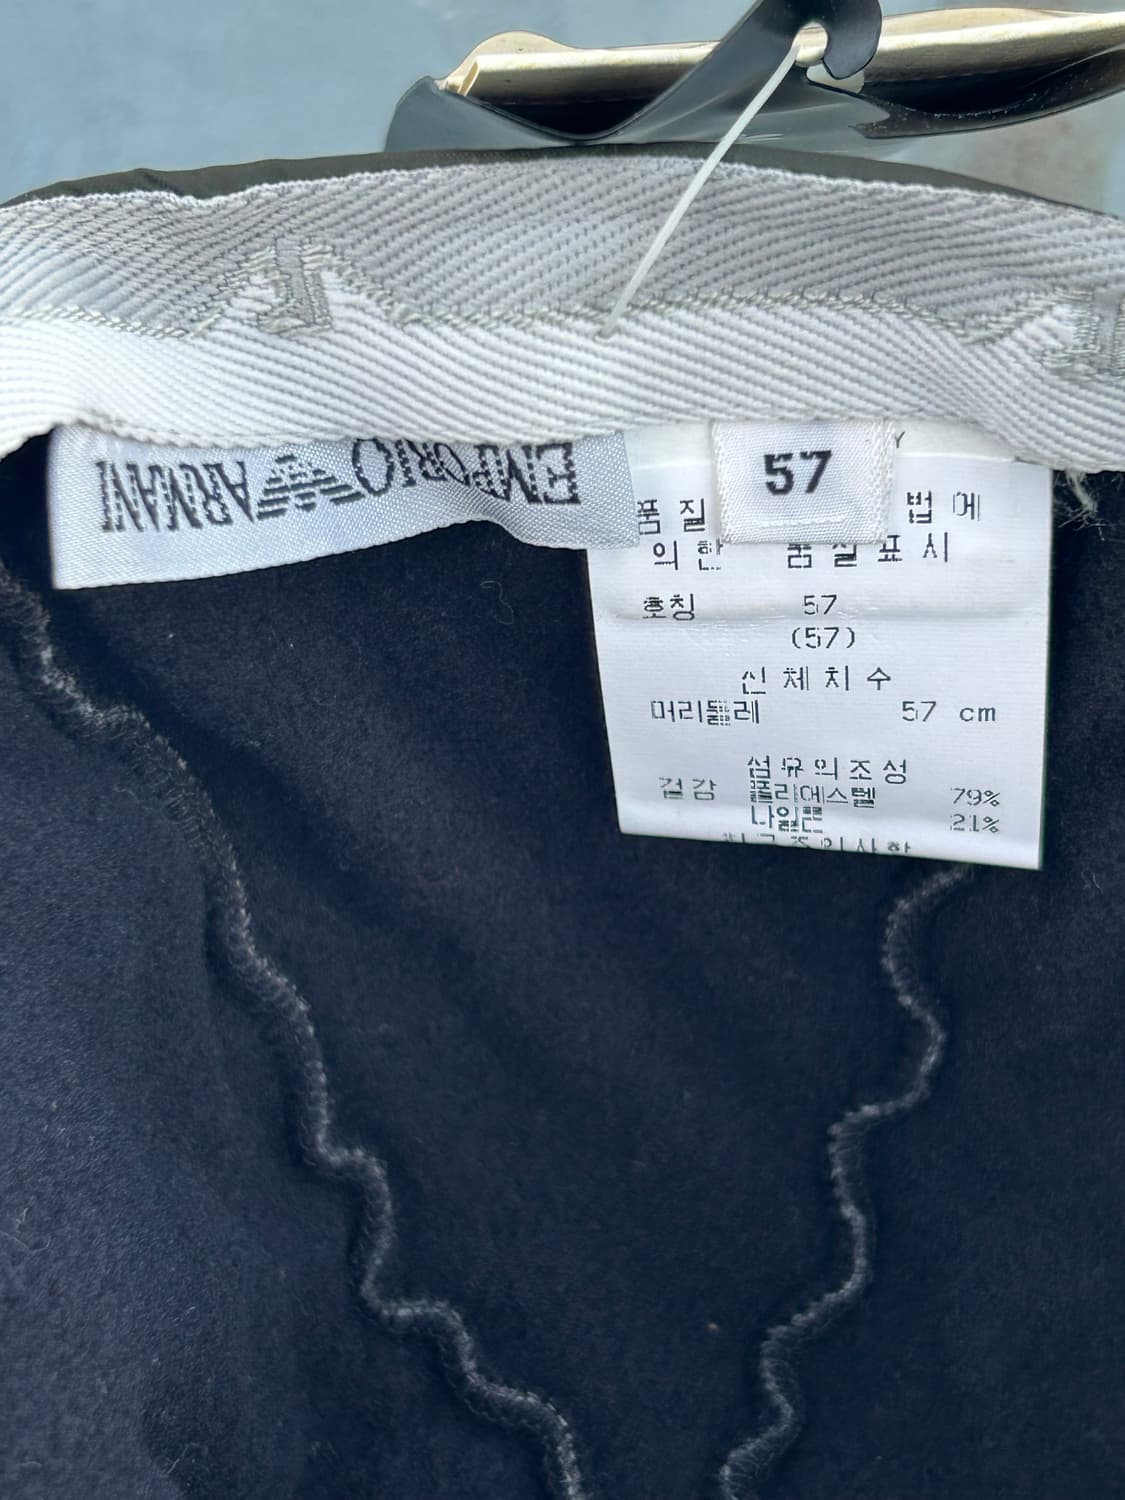 EMPORIO ARMANI
57
Y
품질 법에
의한 품질표시
호칭 57
(57)
신체치수
머리둘레 57 cm
섬유의조성
겉감 폴리에스텔 79%
나일론 21%